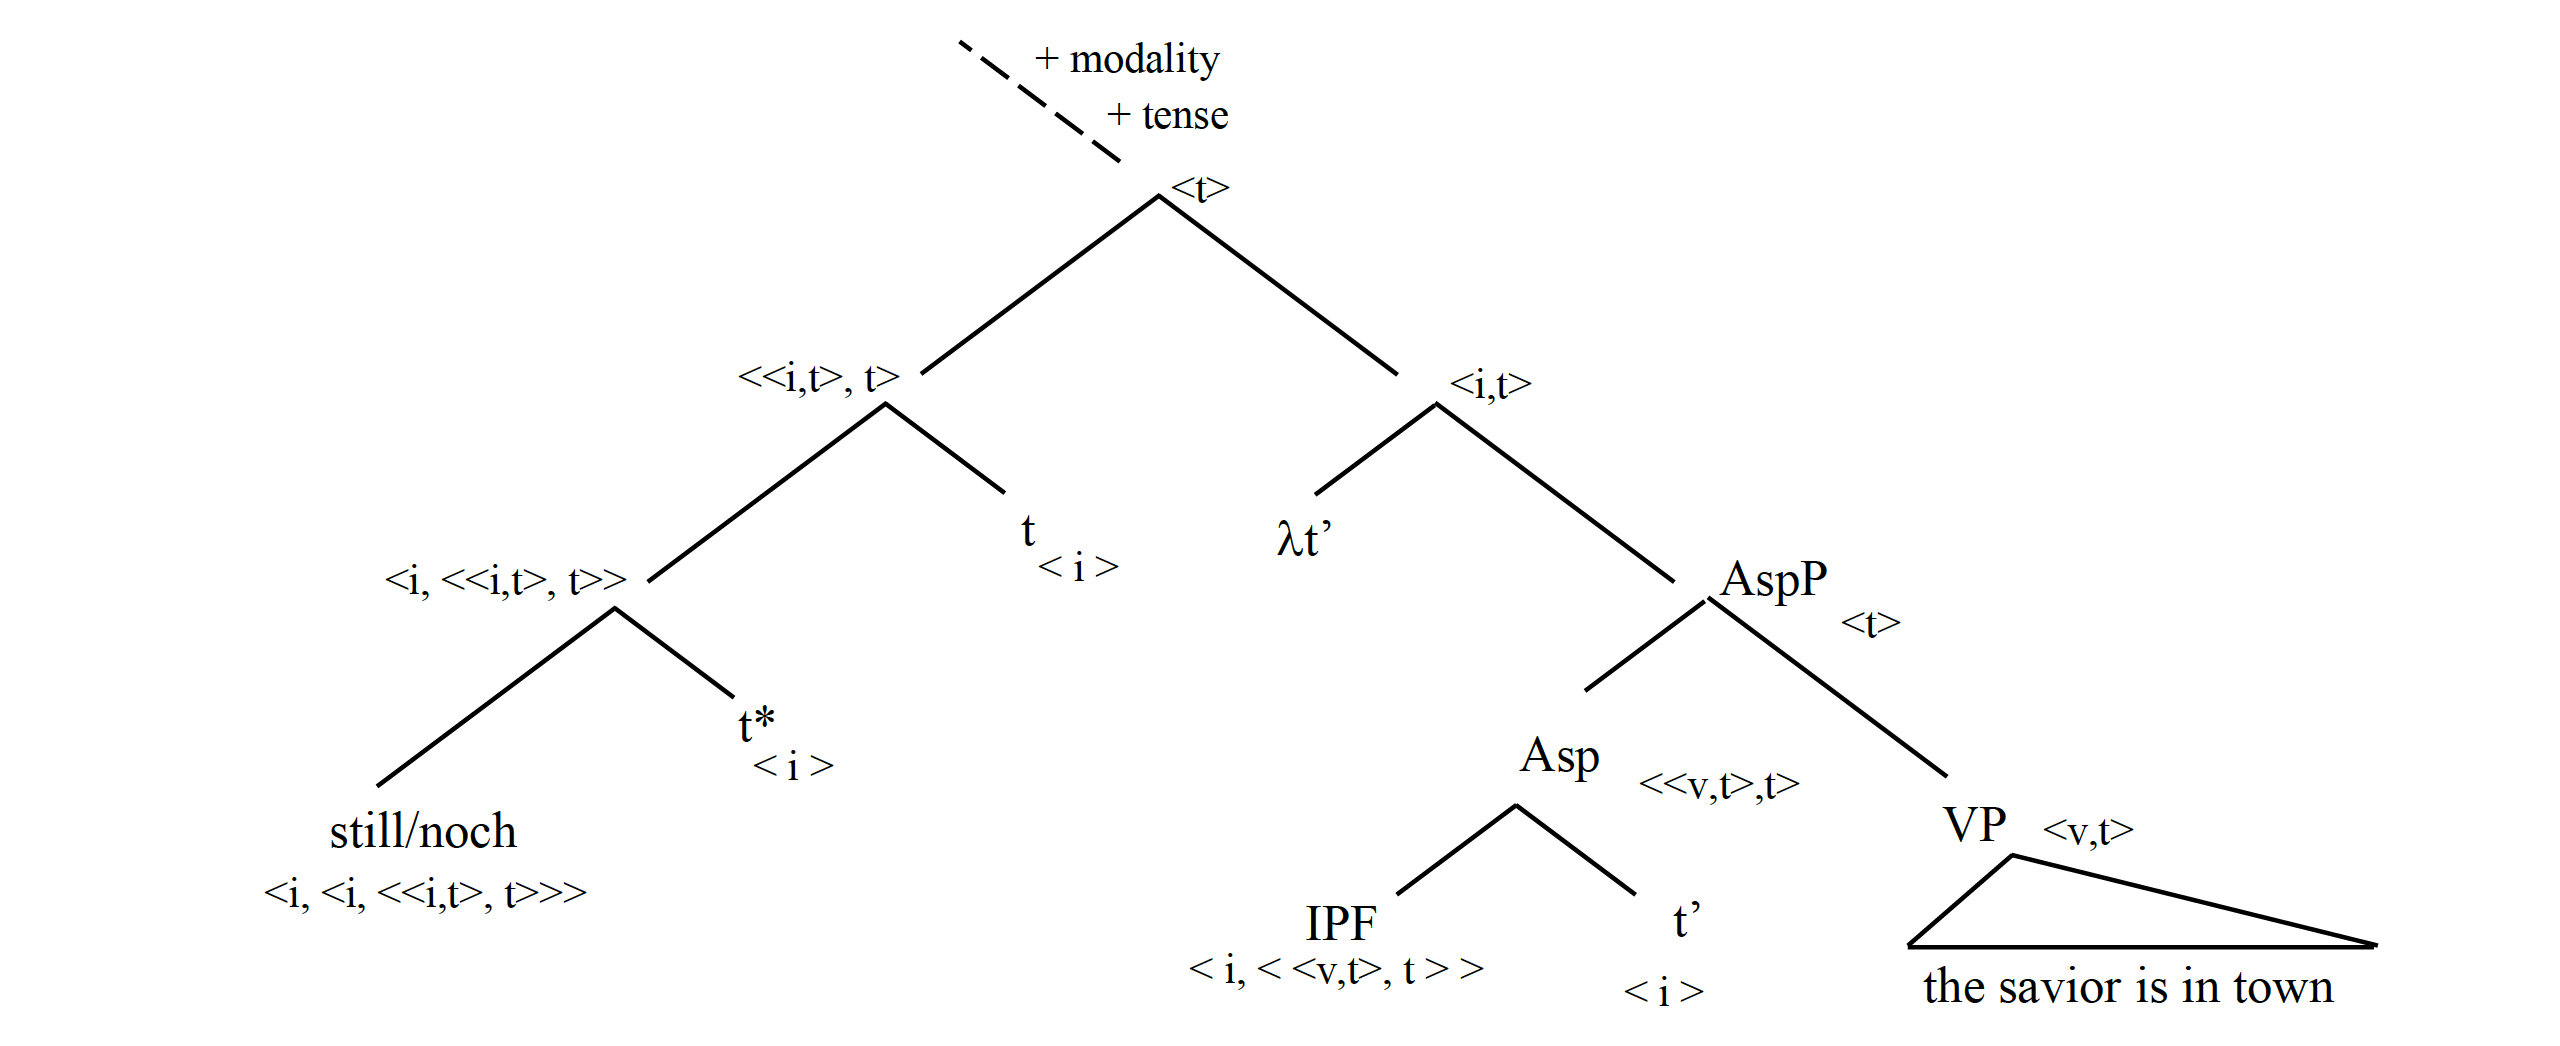 + modality
+ tense
<t>
<<i,t>, t>
<i,t>
t
< i >
λt’
<i, <<i,t>, t>>
AspP
<t>
t*
< i >
Asp
<<v,t>,t>
still/noch
<i, <i, <<i,t>, t>>>
VP <v,t>
IPF
< i, < <v,t>, t > >
t’
< i >
the savior is in town